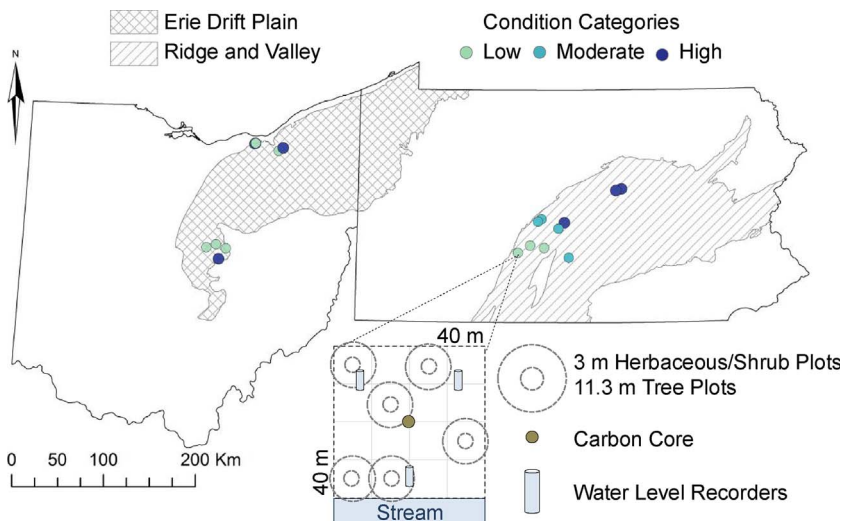 Erie Drift Plain
Ridge and Valley
Condition Categories
Low Moderate High
N
40 m
40 m
3 m Herbaceous/Shrub Plots
11.3 m Tree Plots
Carbon Core
Water Level Recorders
Stream
0 50 100 200 Km